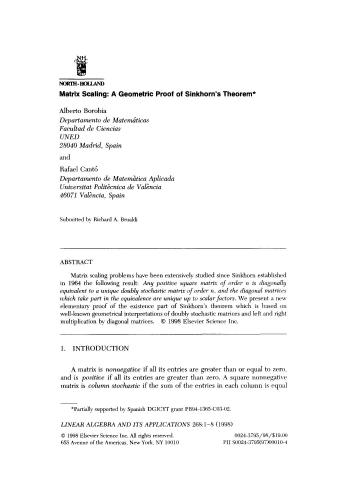 NH
NORTH-HOLLAND
Matrix Scaling: A Geometric Proof of Sinkhorn's Theorem*
Alberto Borobia
Departamento de Matemáticas
Facultad de Ciencias
UNED
28040 Madrid, Spain
and
Rafael Cantó
Departamento de Matemática Aplicada
Universitat Politècnica de València
46071 València, Spain
Submitted by Richard A. Brualdi
ABSTRACT
Matrix scaling problems have been extensively studied since Sinkhorn established
in 1964 the following result: Any positive square matrix of order n is diagonally
equivalent to a unique doubly stochastic matrix of order n, and the diagonal matrices
which take part in the equivalence are unique up to scalar factors. We present a new
elementary proof of the existence part of Sinkhorn's theorem which is based on
well-known geometrical interpretations of doubly stochastic matrices and left and right
multiplication by diagonal matrices. © 1998 Elsevier Science Inc.
1. INTRODUCTION
A matrix is nonnegative if all its entries are greater than or equal to zero,
and is positive if all its entries are greater than zero. A square nonnegative
matrix is column stochastic if the sum of the entries in each column is equal
*Partially supported by Spanish DGICYT grant PB94-1365-C03-02.
LINEAR ALGEBRA AND ITS APPLICATIONS 268:1-8 (1998)
© 1998 Elsevier Science Inc. All rights reserved. 0024-3795/98/$19.00
655 Avenue of the Americas, New York, NY 10010 PII S0024-3795(97)00010-4